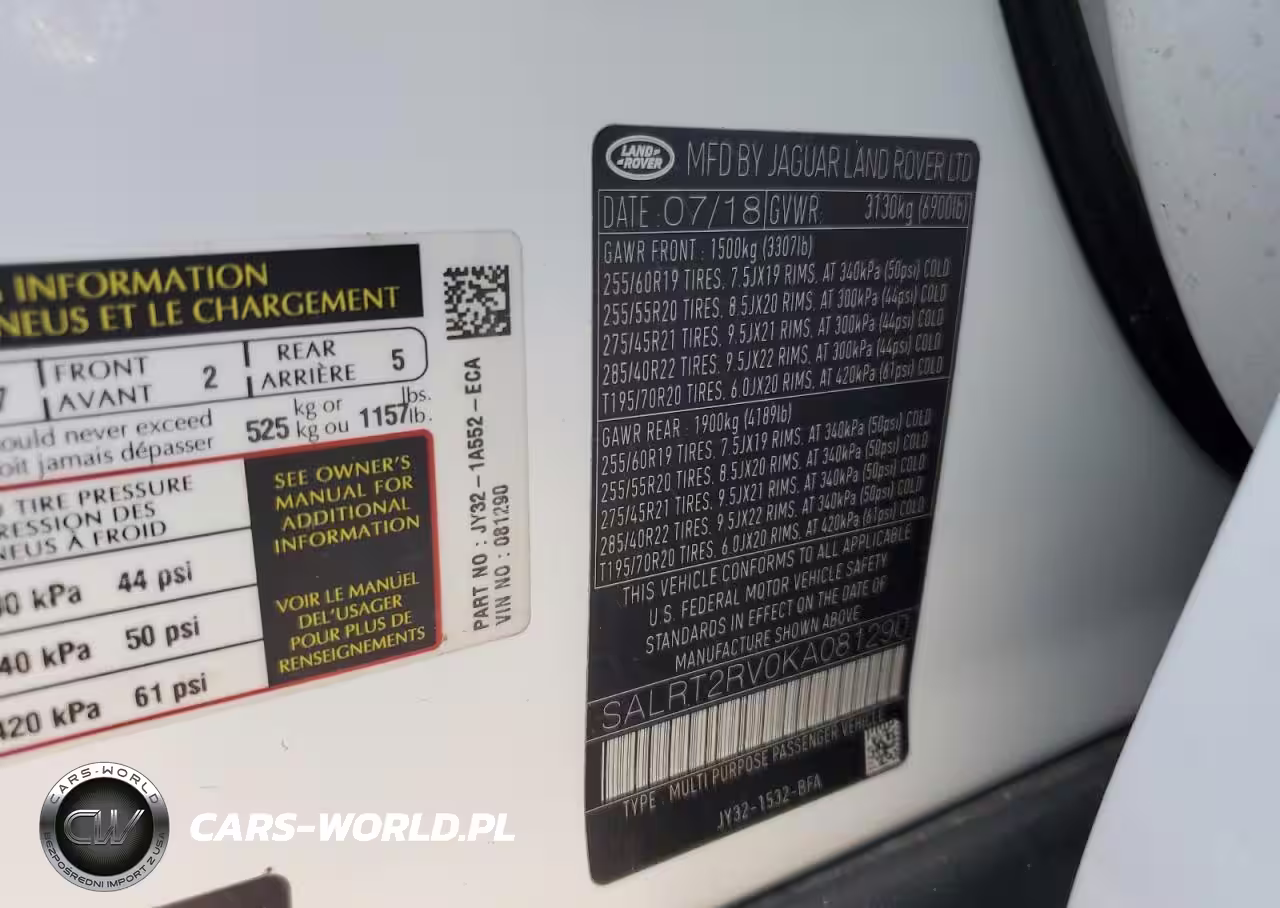 INFORMATION
NEUS ET LE CHARGEMENT
7 FRONT 2 REAR 5
AVANT ARRIÈRE
ould never exceed 525 kg or 1157 lbs.
oit jamais dépasser kg ou lb.
TIRE PRESSURE
RESSION DES
NEUS À FROID
00 kPa 44 psi
40 kPa 50 psi
420 kPa 61 psi
SEE OWNER'S
MANUAL FOR
ADDITIONAL
INFORMATION
VOIR LE MANUEL
DEL'USAGER
POUR PLUS DE
RENSEIGNEMENTS
PART NO : JY32-1A552-ECA
VIN NO : 081290
LAND-
-ROVER
MFD BY JAGUAR LAND ROVER LTD
DATE : 07/18 GVWR: 3130kg (6900lb)
GAWR FRONT : 1500kg (3307lb)
255/60R19 TIRES, 7.5JX19 RIMS, AT 340kPa (50psi) COLD
255/55R20 TIRES, 8.5JX20 RIMS, AT 300kPa (44psi) COLD
275/45R21 TIRES, 9.5JX21 RIMS, AT 300kPa (44psi) COLD
285/40R22 TIRES, 9.5JX22 RIMS, AT 300kPa (44psi) COLD
T195/70R20 TIRES, 6.0JX20 RIMS, AT 420kPa (61psi) COLD
GAWR REAR : 1900kg (4189lb)
255/60R19 TIRES, 7.5JX19 RIMS, AT 340kPa (50psi) COLD
255/55R20 TIRES, 8.5JX20 RIMS, AT 340kPa (50psi) COLD
275/45R21 TIRES, 9.5JX21 RIMS, AT 340kPa (50psi) COLD
285/40R22 TIRES, 9.5JX22 RIMS, AT 340kPa (50psi) COLD
T195/70R20 TIRES, 6.0JX20 RIMS, AT 420kPa (61psi) COLD
THIS VEHICLE CONFORMS TO ALL APPLICABLE
U.S. FEDERAL MOTOR VEHICLE SAFETY
STANDARDS IN EFFECT ON THE DATE OF
MANUFACTURE SHOWN ABOVE
SALRT2RV0KA081290
TYPE : MULTI PURPOSE PASSENGER VEHICLE
JY32-1532-BFA
CARS-WORLD
CW
BEZPOŚREDNI IMPORT Z USA
CARS-WORLD.PL